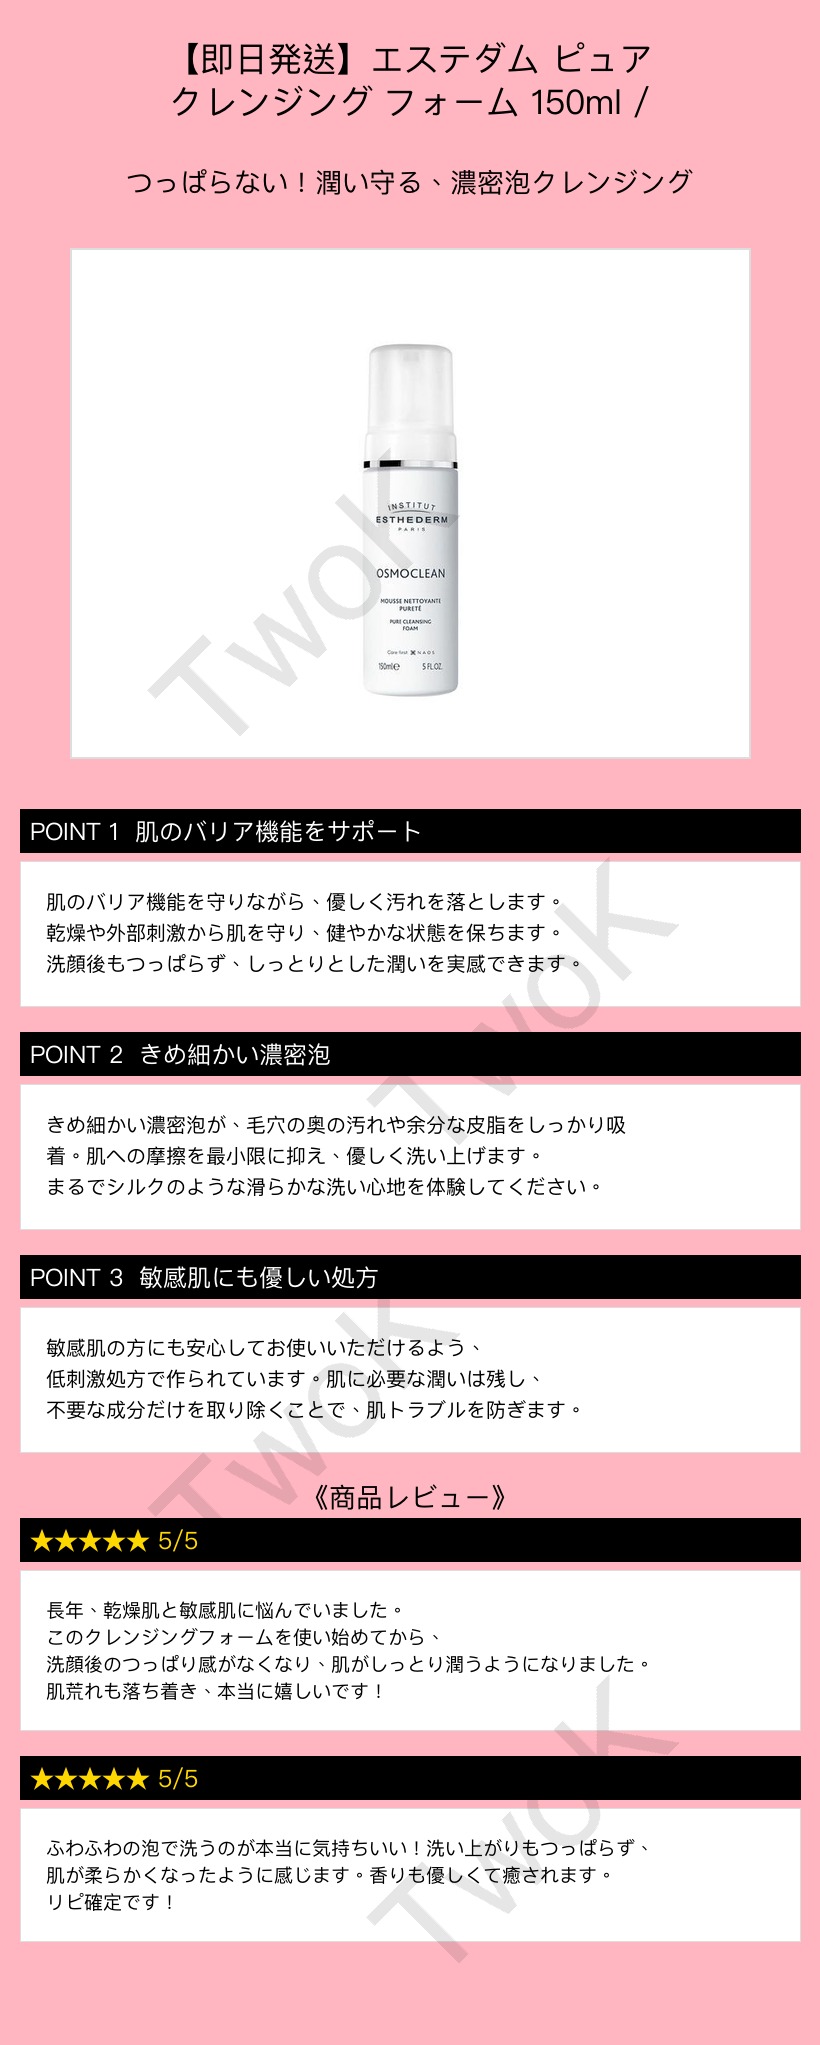 【即日発送】エステダム ピュア
クレンジング フォーム 150ml /
つっぱらない！潤い守る、濃密泡クレンジング
INSTITUT
ESTHEDERM
PARIS
OSMOCLEAN
MOUSSE NETTOYANTE
PURETÉ
PURE CLEANSING
FOAM
Care first NAOS
150ml℮ 5 FL.OZ.
TwoK
POINT 1 肌のバリア機能をサポート
肌のバリア機能を守りながら、優しく汚れを落とします。
乾燥や外部刺激から肌を守り、健やかな状態を保ちます。
洗顔後もつっぱらず、しっとりとした潤いを実感できます。
TwoK
POINT 2 きめ細かい濃密泡
きめ細かい濃密泡が、毛穴の奥の汚れや余分な皮脂をしっかり吸
着。肌への摩擦を最小限に抑え、優しく洗い上げます。
まるでシルクのような滑らかな洗い心地を体験してください。
POINT 3 敏感肌にも優しい処方
敏感肌の方にも安心してお使いいただけるよう、
低刺激処方で作られています。肌に必要な潤いは残し、
不要な成分だけを取り除くことで、肌トラブルを防ぎます。
TwoK
《商品レビュー》
★★★★★ 5/5
長年、乾燥肌と敏感肌に悩んでいました。
このクレンジングフォームを使い始めてから、
洗顔後のつっぱり感がなくなり、肌がしっとり潤うようになりました。
肌荒れも落ち着き、本当に嬉しいです！
★★★★★ 5/5
ふわふわの泡で洗うのが本当に気持ちいい！洗い上がりもつっぱらず、
肌が柔らかくなったように感じます。香りも優しくて癒されます。
リピ確定です！
TwoK